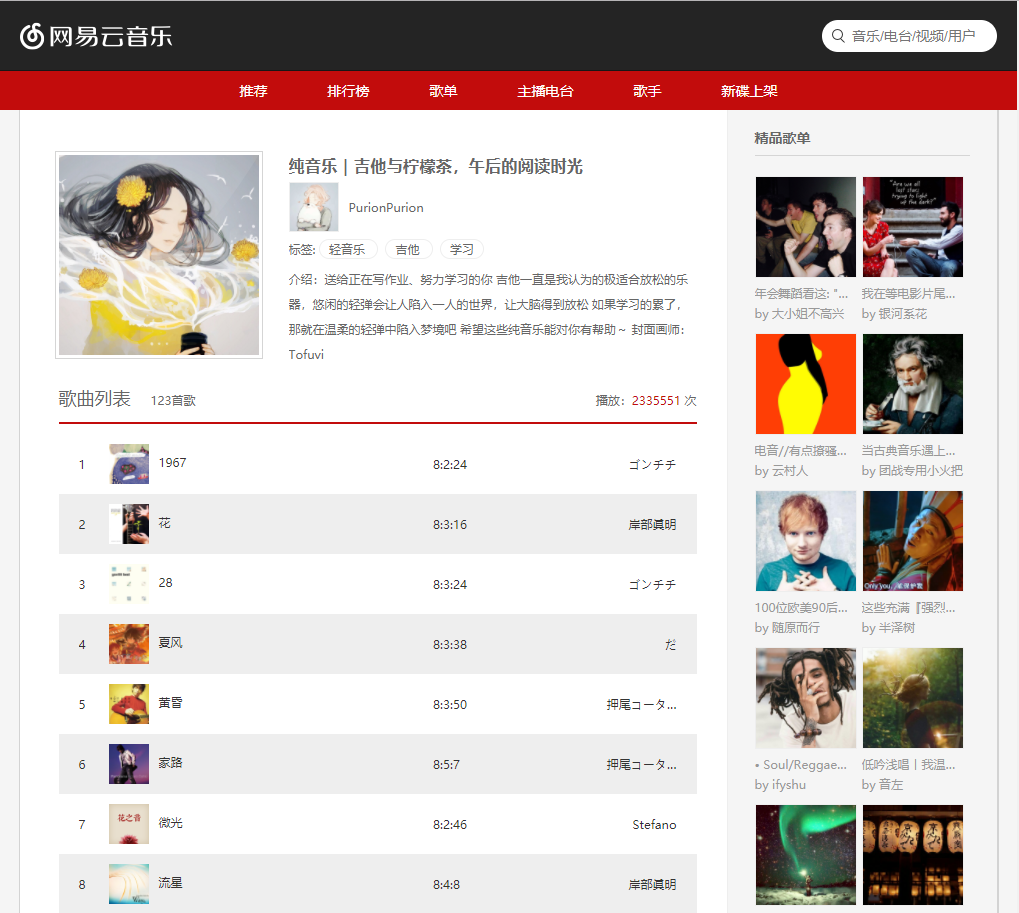 网易云音乐
音乐/电台/视频/用户
推荐 排行榜 歌单 主播电台 歌手 新碟上架
纯音乐 | 吉他与柠檬茶，午后的阅读时光
PurionPurion
标签: 轻音乐 吉他 学习
介绍：送给正在写作业、努力学习的你 吉他一直是我认为的极适合放松的乐
器，悠闲的轻弹会让人陷入一人的世界，让大脑得到放松 如果学习的累了，
那就在温柔的轻弹中陷入梦境吧 希望这些纯音乐能对你有帮助～ 封面画师：
Tofuvi
歌曲列表 123首歌 播放：2335551 次
1 1967 8:2:24 ゴンチチ
2 花 8:3:16 岸部眞明
3 28 8:3:24 ゴンチチ
4 夏风 8:3:38 だ
5 黄昏 8:3:50 押尾コータ...
6 家路 8:5:7 押尾コータ...
7 花之音 微光 8:2:46 Stefano
8 流星 8:4:8 岸部眞明
精品歌单
Are we all
lost stars
trying to light
up the dark?
年会舞蹈看这: "...
by 大小姐不高兴
我在等电影片尾...
by 银河系花
电音//有点撩骚...
by 云村人
当古典音乐遇上...
by 团战专用小火把
Only you,
100位欧美90后...
by 随原而行
这些充满『强烈...
by 半泽树
• Soul/Reggae...
by ifyshu
低吟浅唱丨我温...
by 音左